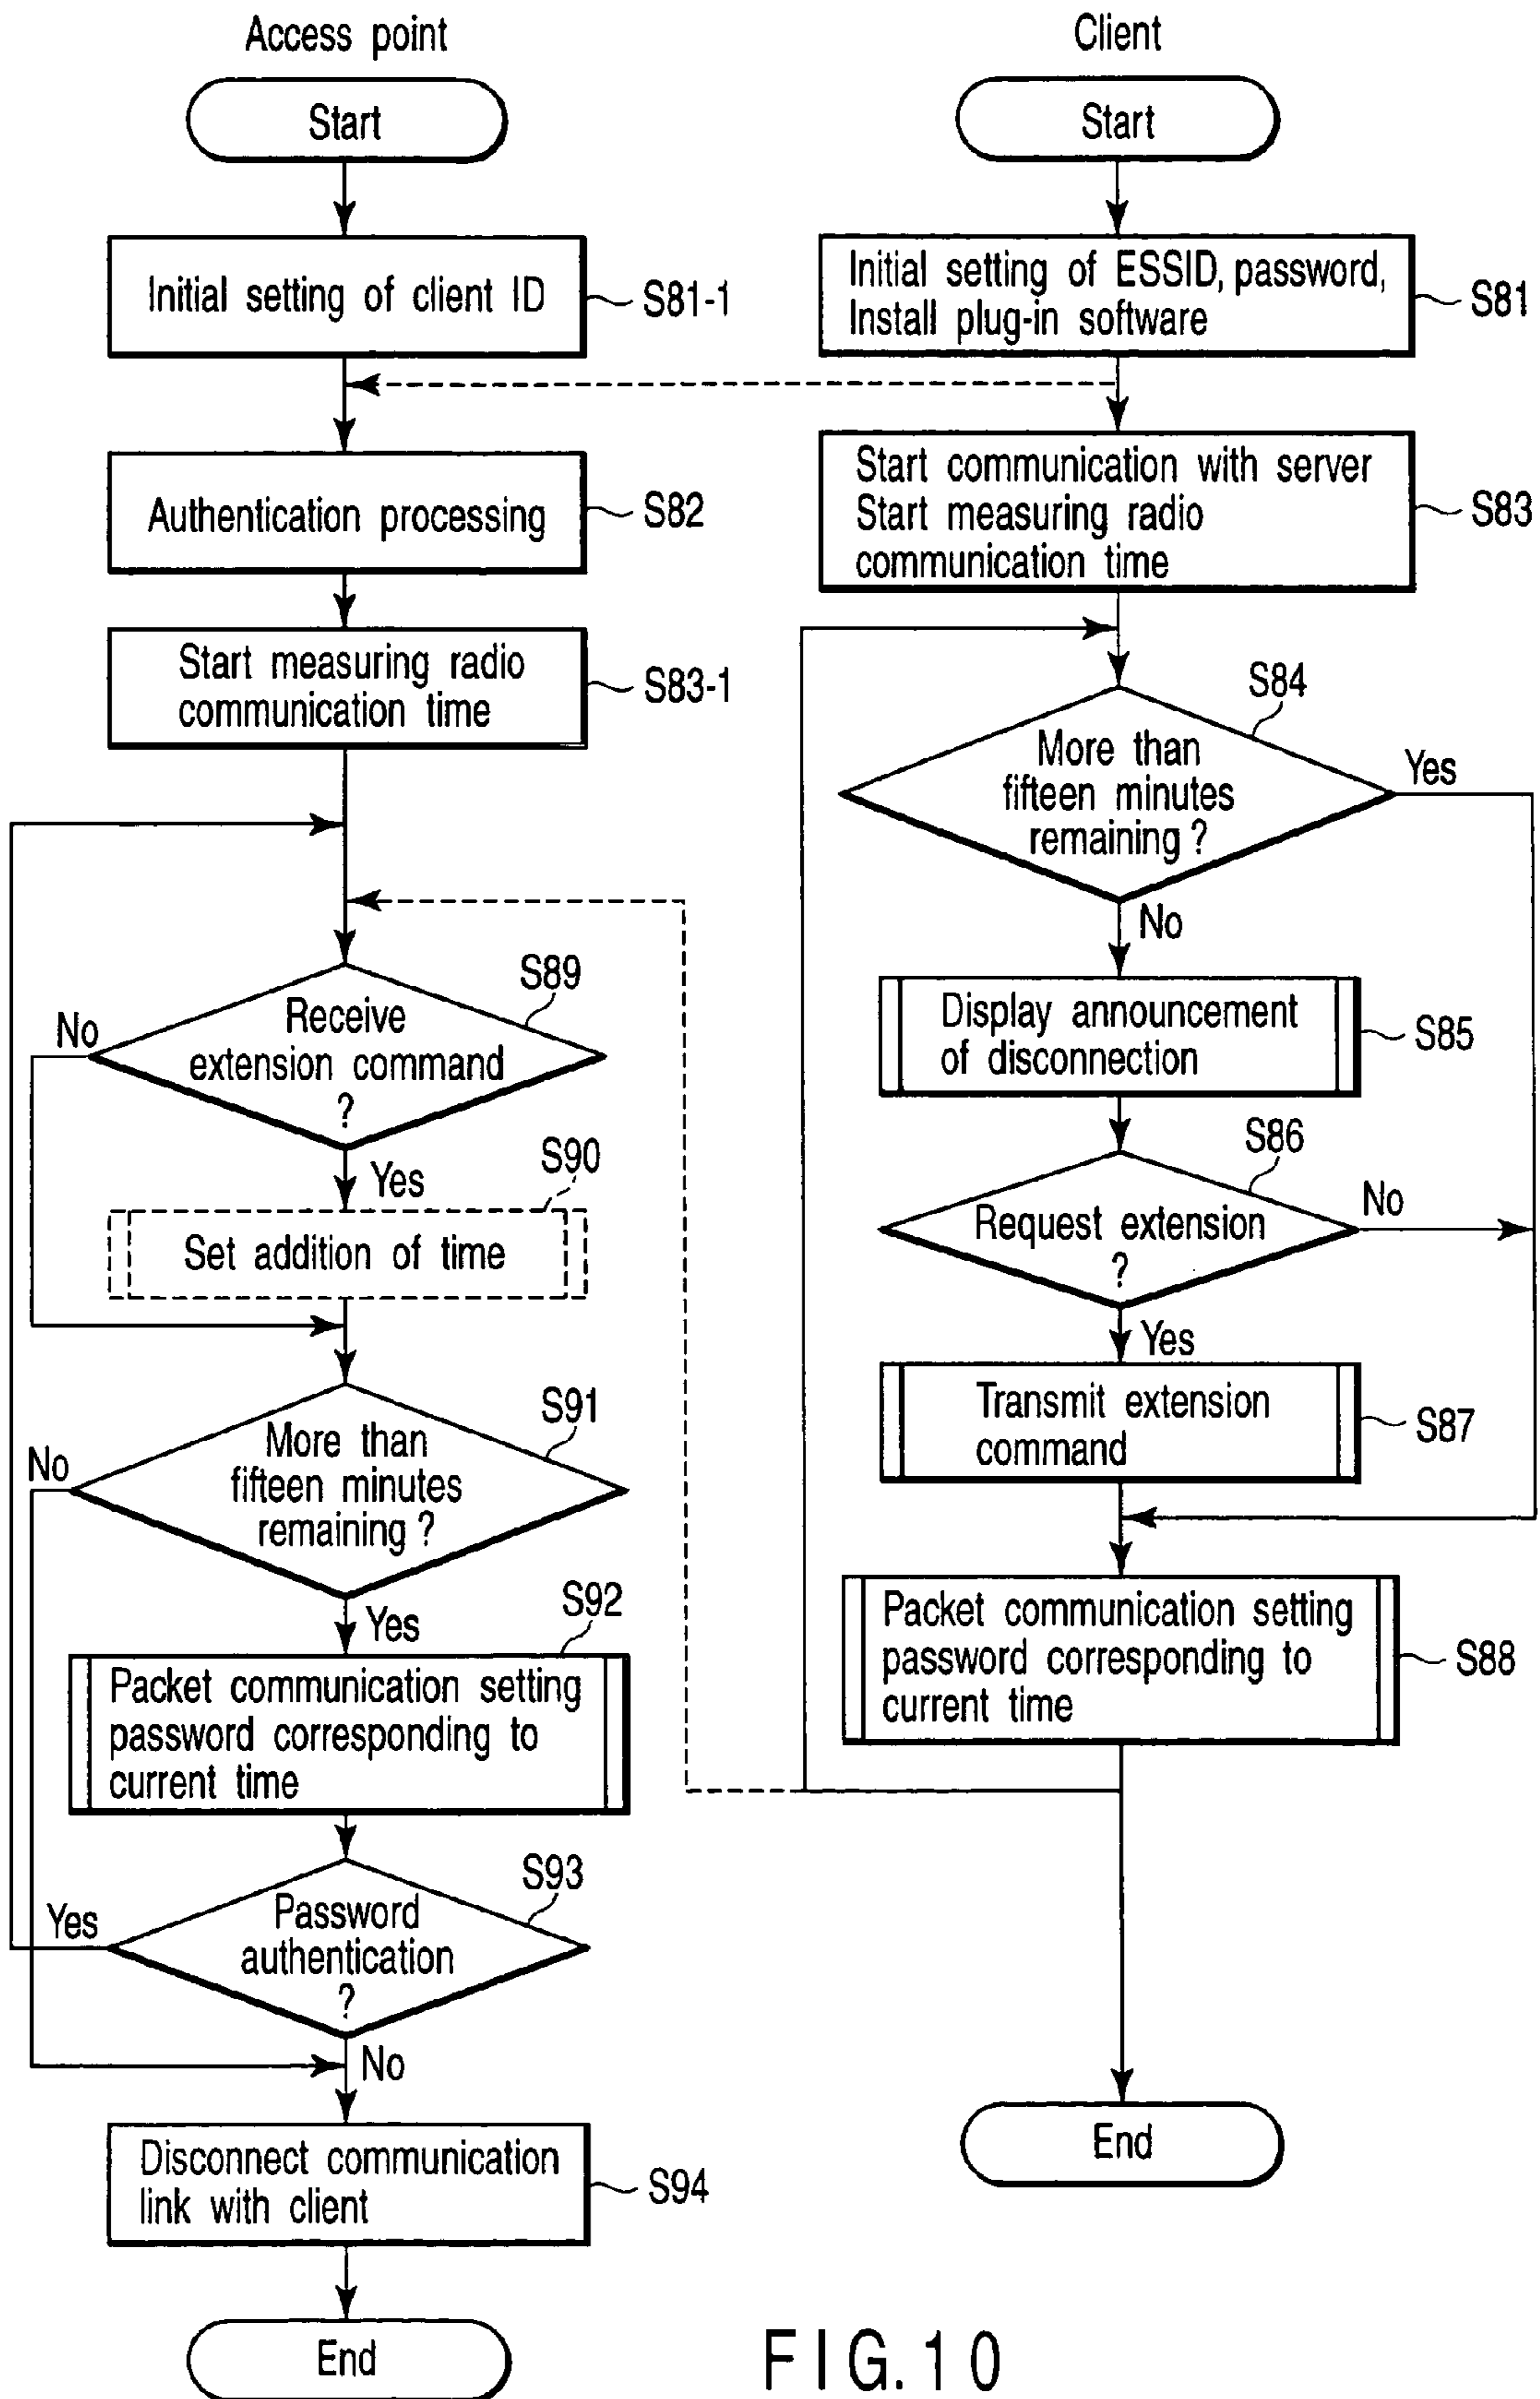 Access point
Start
Initial setting of client ID
S81-1
Authentication processing
S82
Start measuring radio
communication time
S83-1
S89
Receive
extension command
?
No
Yes
S90
Set addition of time
S91
More than
fifteen minutes
remaining ?
No
Yes
S92
Packet communication setting
password corresponding to
current time
S93
Password
authentication
?
Yes
No
Disconnect communication
link with client
S94
End
Client
Start
Initial setting of ESSID, password,
Install plug-in software
S81
Start communication with server
Start measuring radio
communication time
S83
S84
More than
fifteen minutes
remaining ?
Yes
No
Display announcement
of disconnection
S85
S86
Request extension
?
No
Yes
Transmit extension
command
S87
Packet communication setting
password corresponding to
current time
S88
End
FIG.10